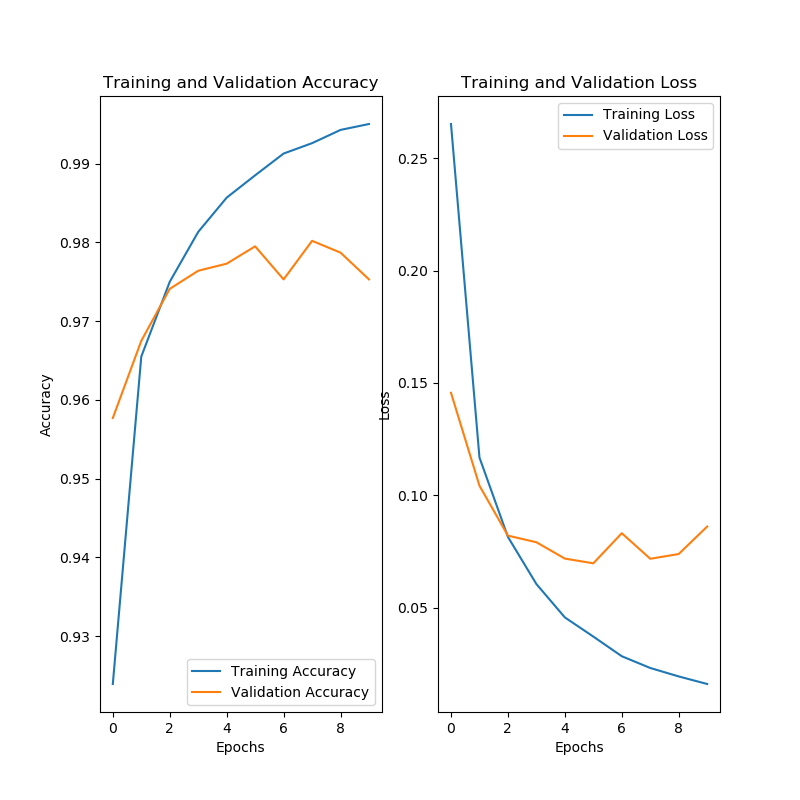 Training and Validation Accuracy
0.99
0.98
0.97
0.96
0.95
0.94
0.93
Accuracy
Training Accuracy
Validation Accuracy
0 2 4 6 8
Epochs
Training and Validation Loss
Training Loss
Validation Loss
0.25
0.20
0.15
0.10
0.05
Loss
0 2 4 6 8
Epochs